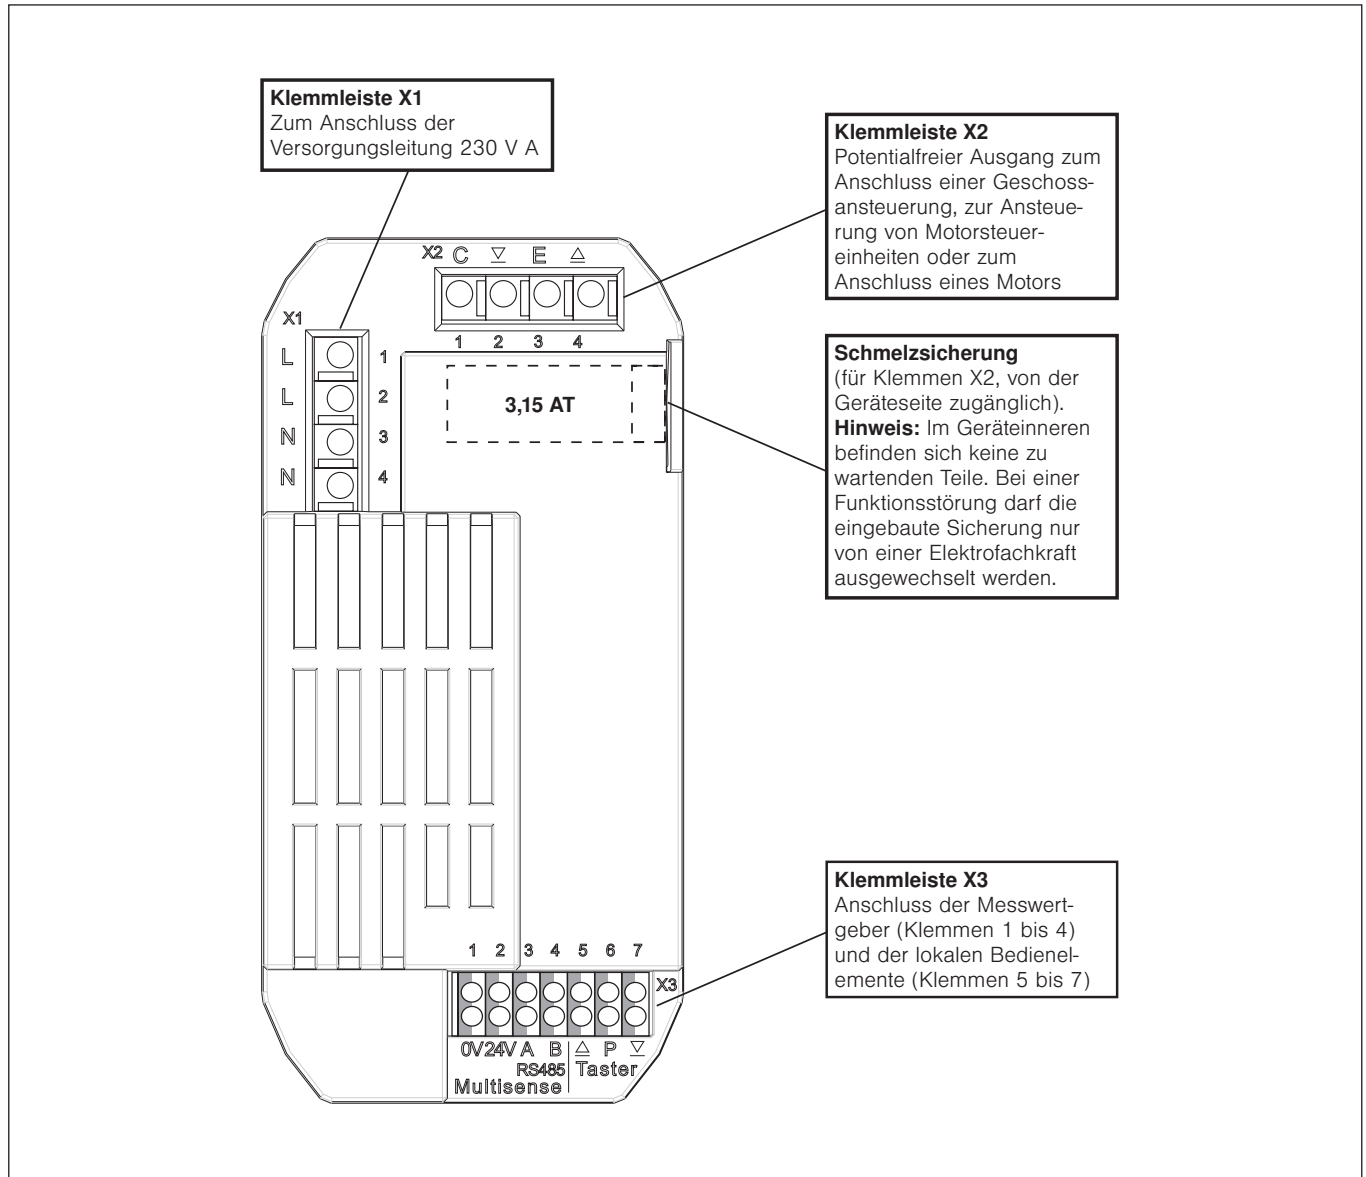 Klemmleiste X1
Zum Anschluss der
Versorgungsleitung 230 V A
Klemmleiste X2
Potentialfreier Ausgang zum
Anschluss einer Geschoss-
ansteuerung, zur Ansteue-
rung von Motorsteuer-
einheiten oder zum
Anschluss eines Motors
X2 C E
1 2 3 4
X1
L 1
L 2
N 3
N 4
3,15 AT
Schmelzsicherung
(für Klemmen X2, von der
Geräteseite zugänglich).
Hinweis: Im Geräteinneren
befinden sich keine zu
wartenden Teile. Bei einer
Funktionsstörung darf die
eingebaute Sicherung nur
von einer Elektrofachkraft
ausgewechselt werden.
Klemmleiste X3
Anschluss der Messwert-
geber (Klemmen 1 bis 4)
und der lokalen Bedienel-
emente (Klemmen 5 bis 7)
1 2 3 4 5 6 7
X3
0V 24V A B P
RS485 Taster
Multisense